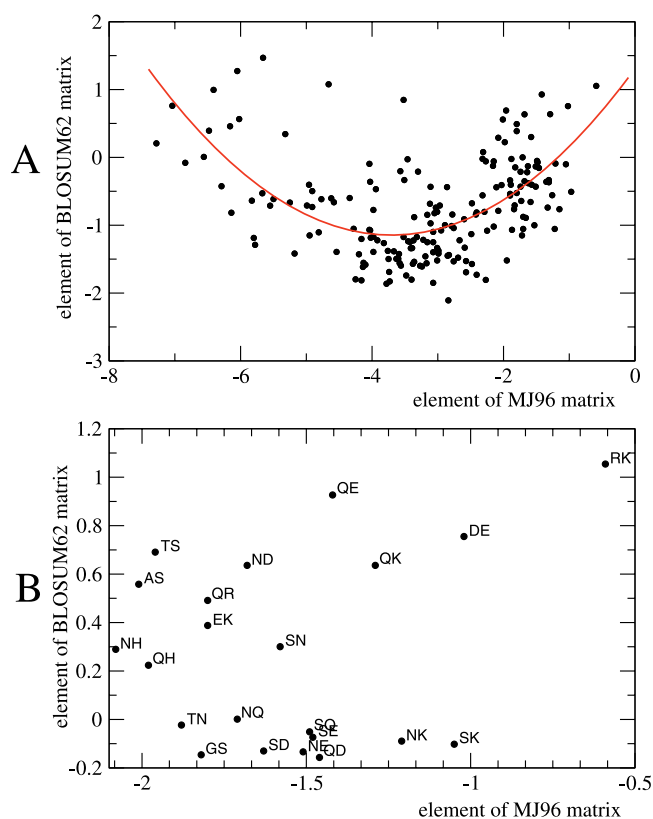 A
element of BLOSUM62 matrix
2
1
0
-1
-2
-3
-8
-6
-4
-2
0
element of MJ96 matrix
B
element of BLOSUM62 matrix
1.2
1
0.8
0.6
0.4
0.2
0
-0.2
RK
QE
DE
TS
ND
QK
AS
QR
EK
NH
SN
QH
TN
NQ
SQ
SE
NK
SK
GS
SD
NE
QD
-2
-1.5
-1
-0.5
element of MJ96 matrix